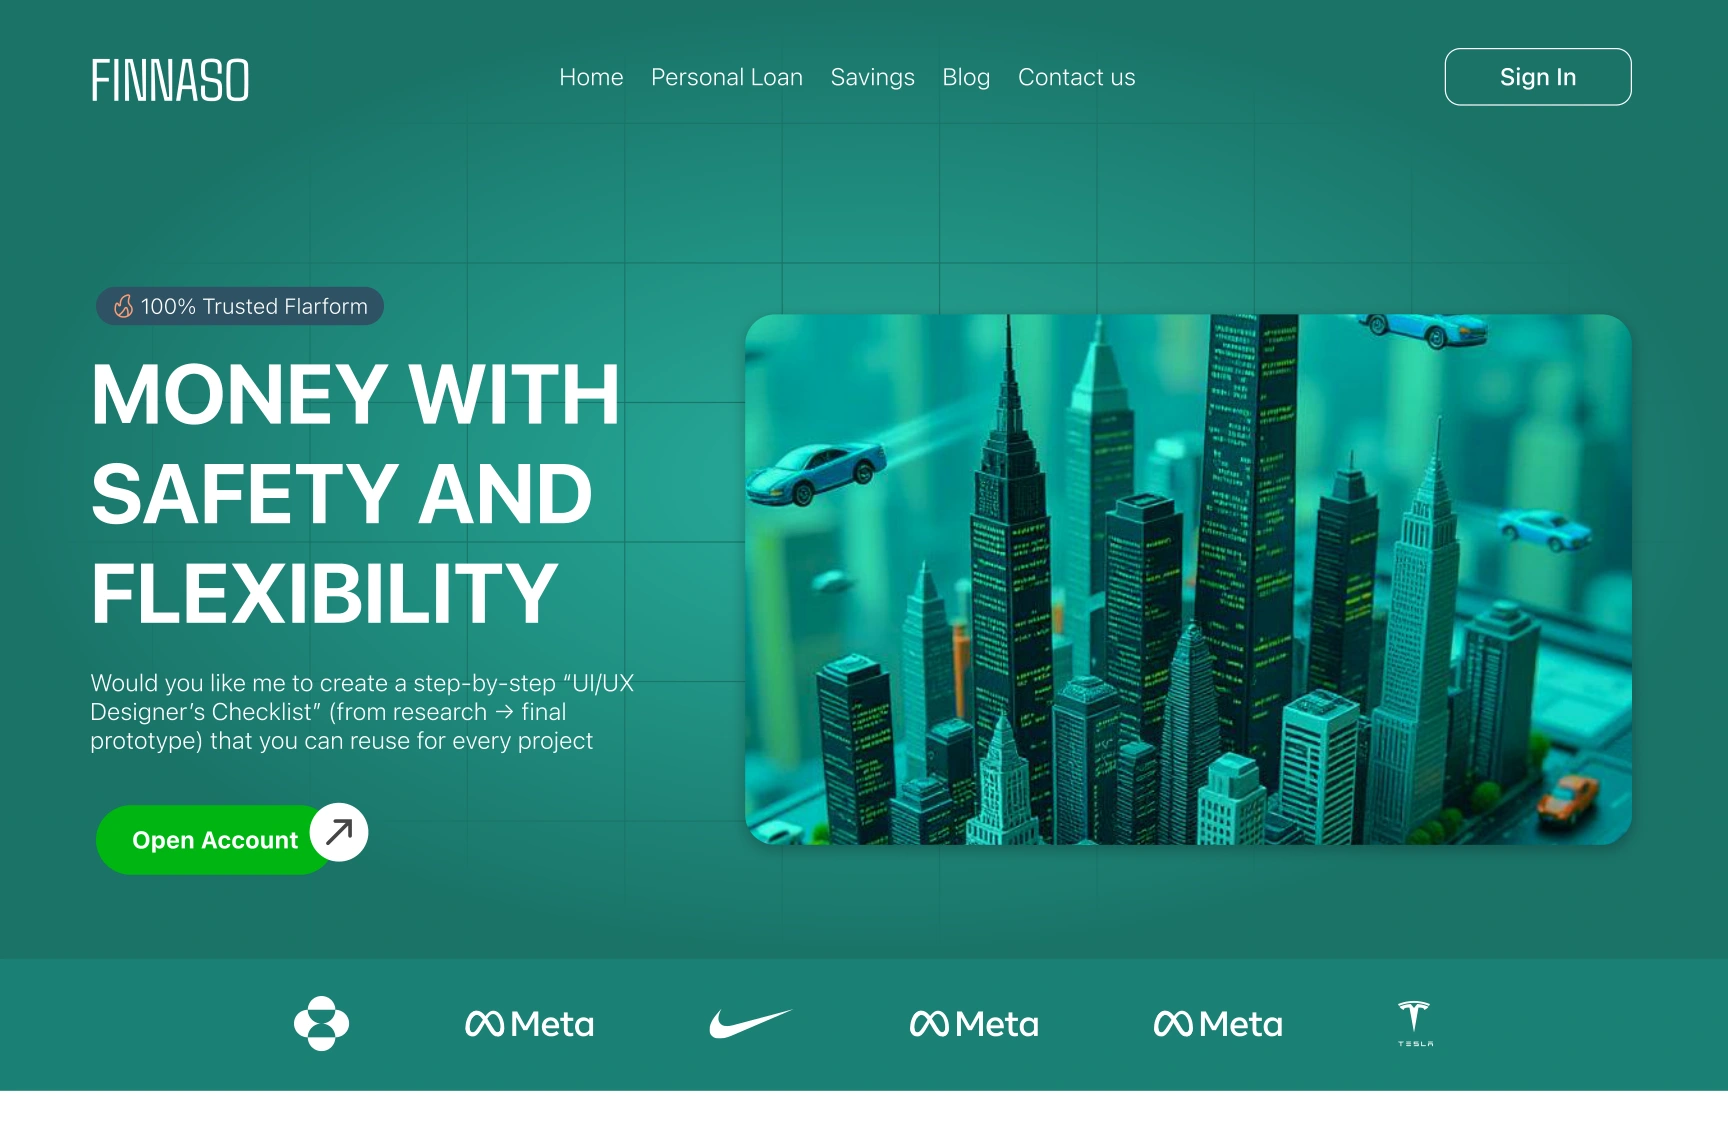 FINNASO
Home Personal Loan Savings Blog Contact us
Sign In
100% Trusted Flarform
MONEY WITH
SAFETY AND
FLEXIBILITY
Would you like me to create a step-by-step “UI/UX
Designer’s Checklist” (from research → final
prototype) that you can reuse for every project
Open Account
Meta
Meta
Meta
TESLA